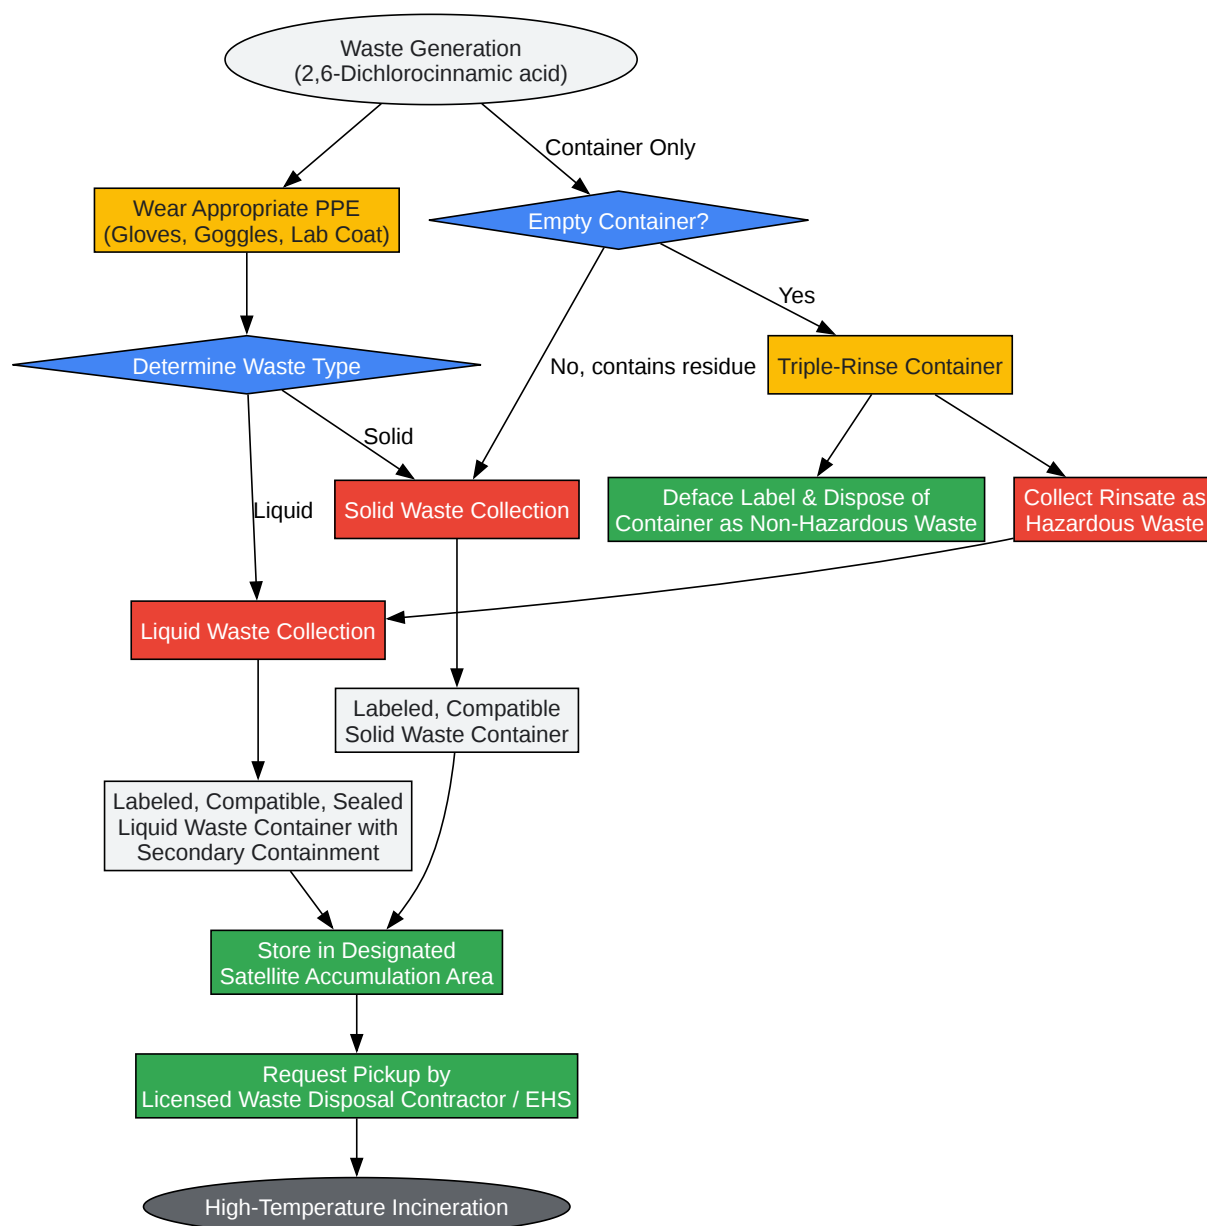 Waste Generation
(2,6-Dichlorocinnamic acid)
Container Only
Wear Appropriate PPE
(Gloves, Goggles, Lab Coat)
Empty Container?
Yes
Determine Waste Type
No, contains residue
Triple-Rinse Container
Solid
Liquid
Solid Waste Collection
Deface Label & Dispose of
Container as Non-Hazardous Waste
Collect Rinsate as
Hazardous Waste
Liquid Waste Collection
Labeled, Compatible
Solid Waste Container
Labeled, Compatible, Sealed
Liquid Waste Container with
Secondary Containment
Store in Designated
Satellite Accumulation Area
Request Pickup by
Licensed Waste Disposal Contractor / EHS
High-Temperature Incineration